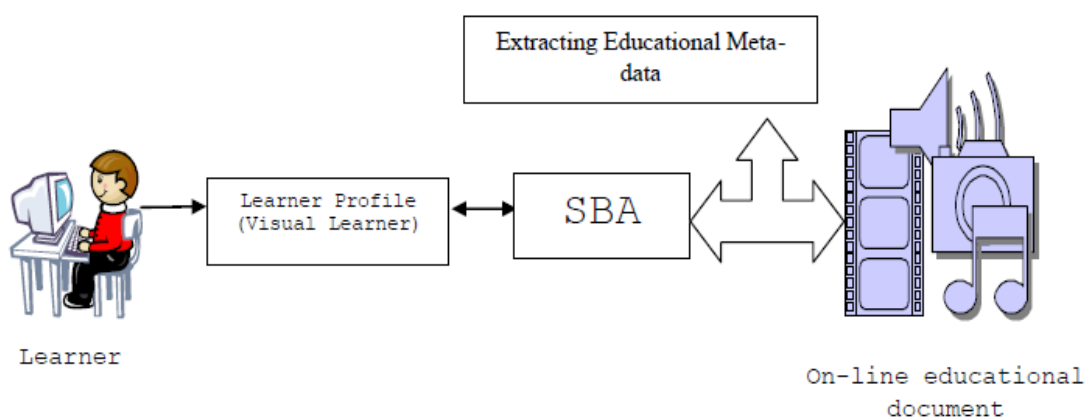 Extracting Educational Meta-
data
Learner Profile
(Visual Learner)
SBA
Learner
On-line educational
document